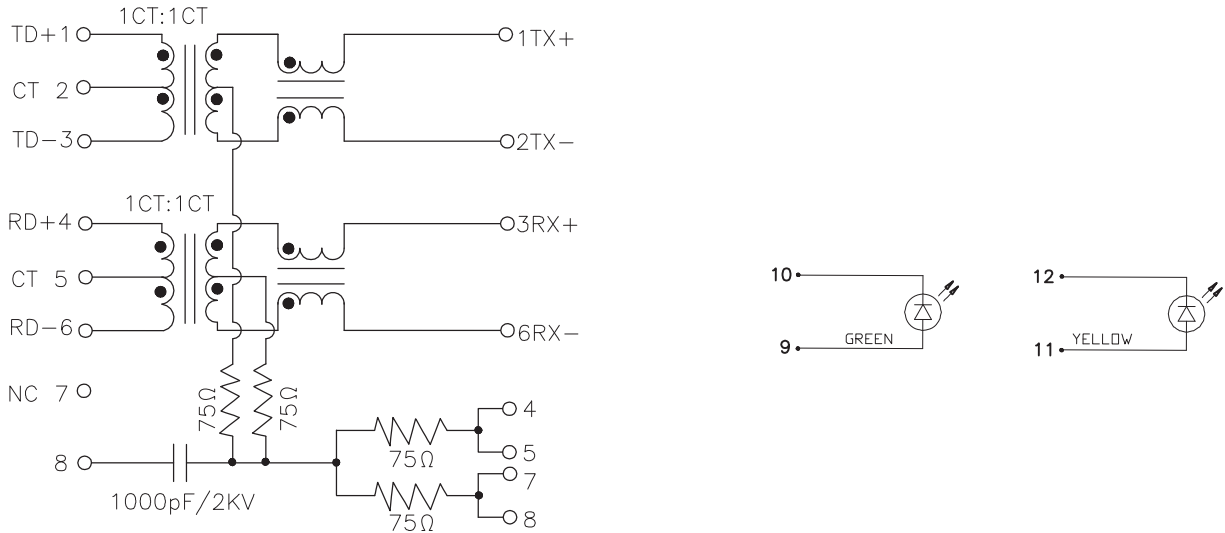 1CT:1CT
TD+1
1TX+
CT 2
TD-3
2TX-
1CT:1CT
RD+4
3RX+
CT 5
RD-6
6RX-
NC 7
75Ω
75Ω
8
1000pF/2KV
75Ω
4
5
75Ω
7
8
10
9
GREEN
12
11
YELLOW